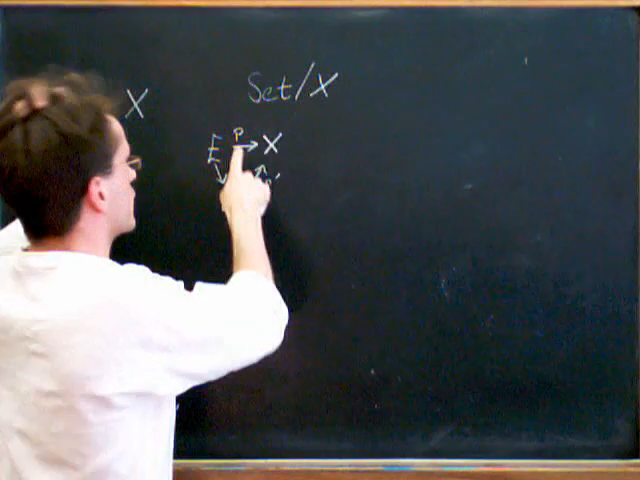 X Set/X
P
E → X
↓ ↗ '